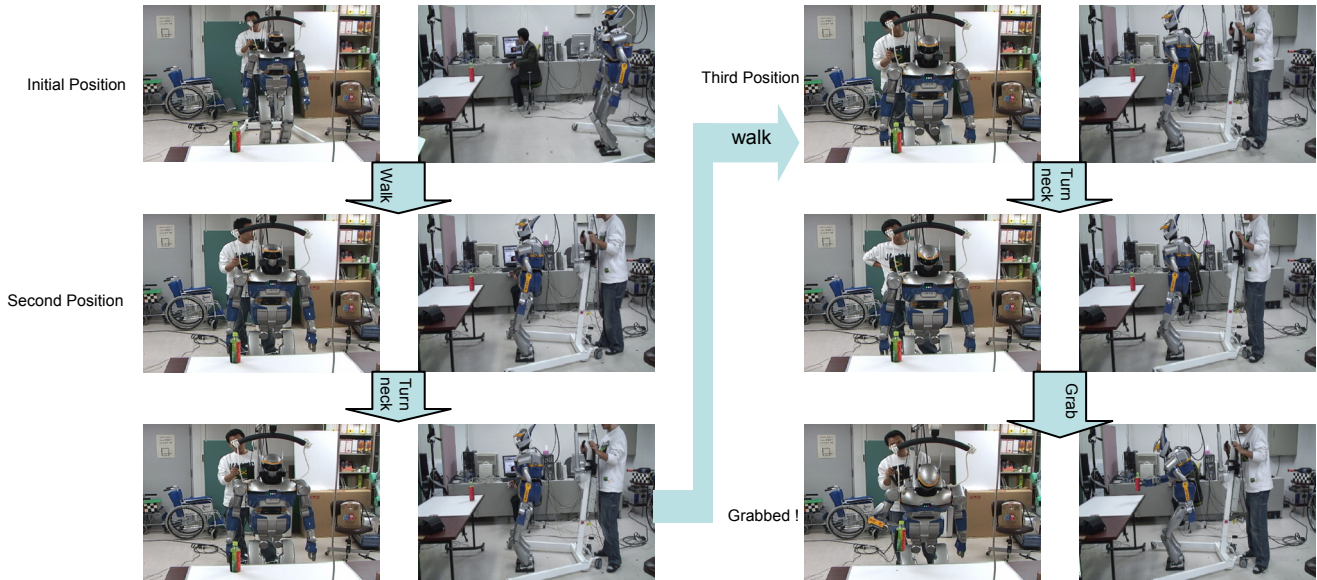 Initial Position
Walk
Second Position
Turn
neck
walk
Third Position
Turn
neck
Grab
Grabbed !